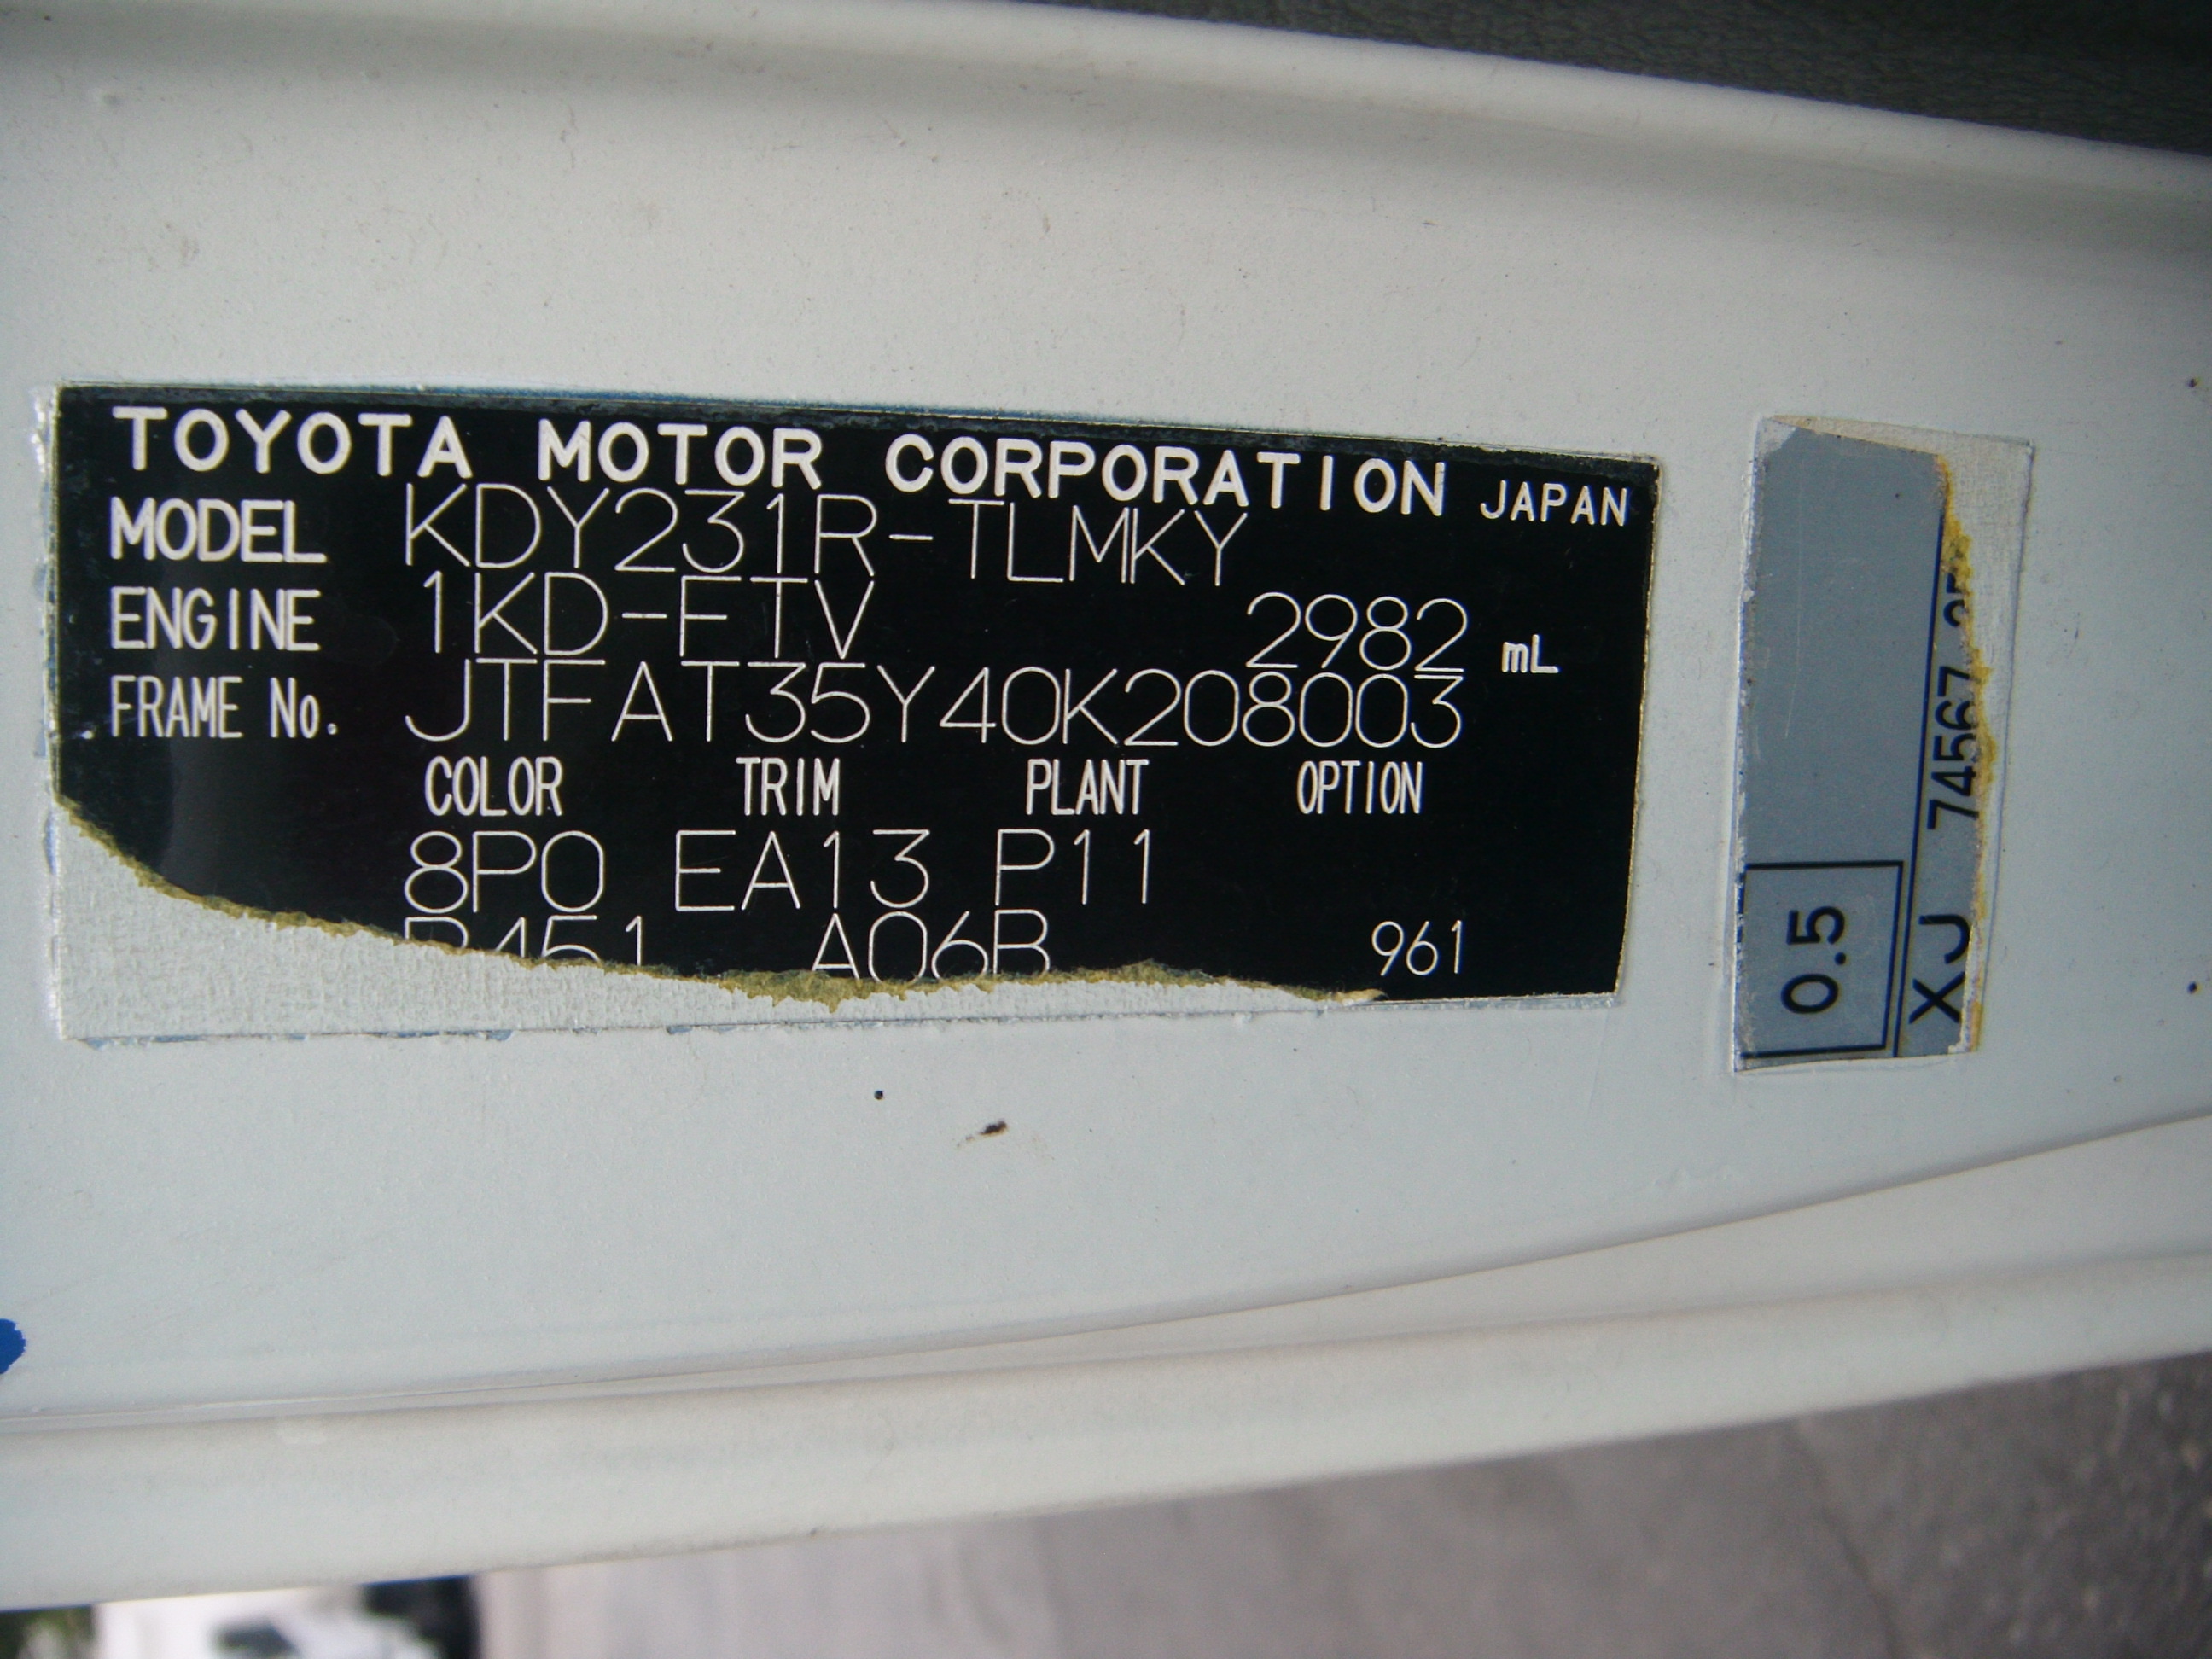 TOYOTA MOTOR CORPORATION JAPAN
MODEL KDY231R-TLMKY
ENGINE 1KD-FTV 2982 mL
FRAME No. JTFAT35Y40K208003
COLOR TRIM PLANT OPTION
8P0 EA13 P11
A06B 961
0.5
XJ 74567